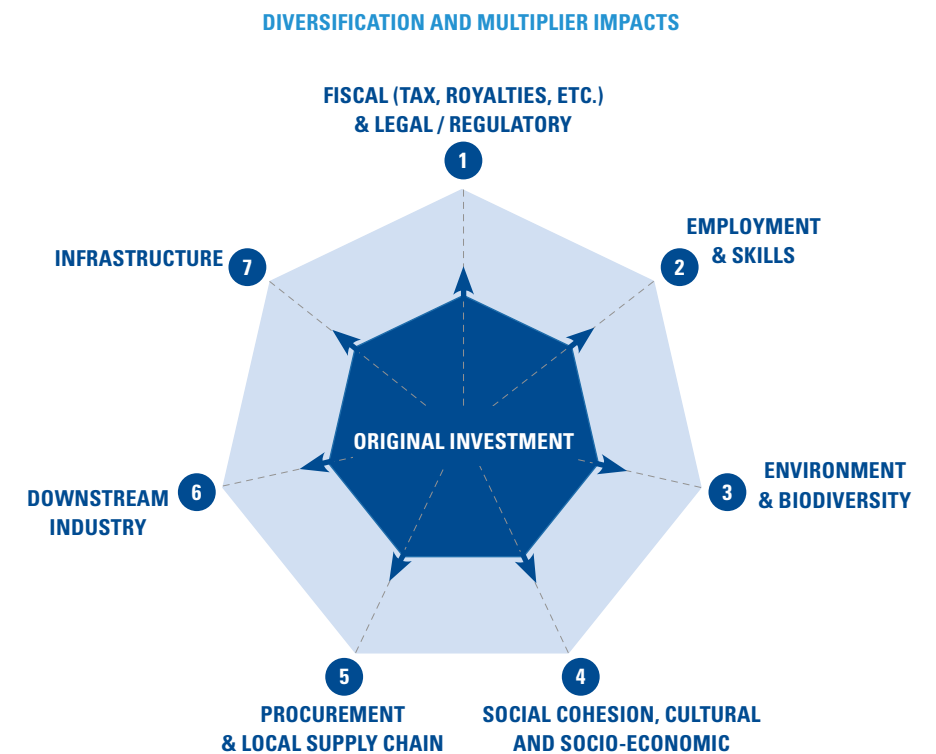 DIVERSIFICATION AND MULTIPLIER IMPACTS
FISCAL (TAX, ROYALTIES, ETC.)
& LEGAL / REGULATORY
1
EMPLOYMENT
& SKILLS
2
INFRASTRUCTURE
7
ORIGINAL INVESTMENT
ENVIRONMENT
& BIODIVERSITY
3
DOWNSTREAM
INDUSTRY
6
5
PROCUREMENT
& LOCAL SUPPLY CHAIN
4
SOCIAL COHESION, CULTURAL
AND SOCIO-ECONOMIC